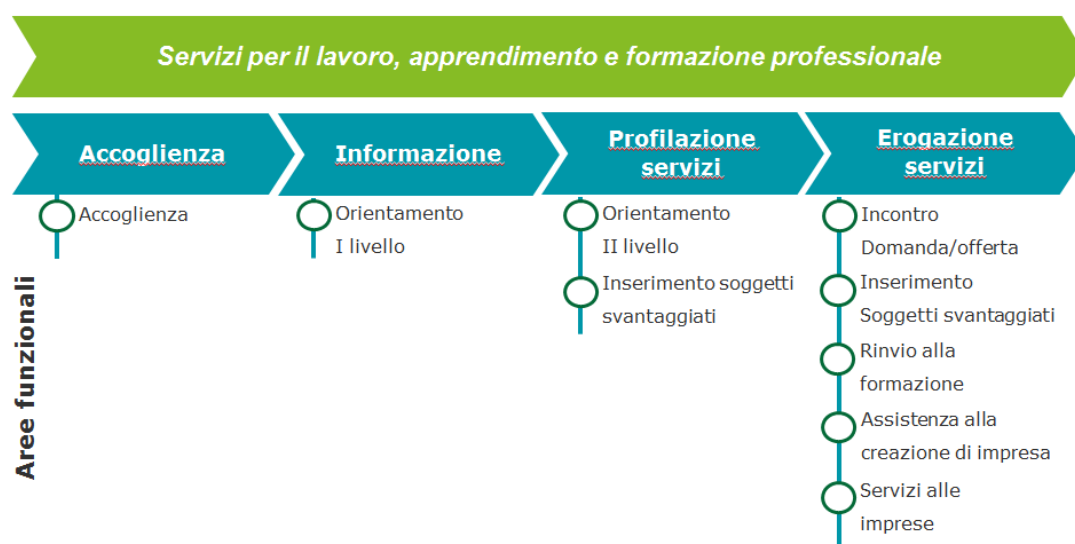 Servizi per il lavoro, apprendimento e formazione professionale
Accoglienza
Informazione
Profilazione
servizi
Erogazione
servizi
Aree funzionali
Accoglienza
Orientamento
I livello
Orientamento
II livello
Inserimento soggetti
svantaggiati
Incontro
Domanda/offerta
Inserimento
Soggetti svantaggiati
Rinvio alla
formazione
Assistenza alla
creazione di impresa
Servizi alle
imprese